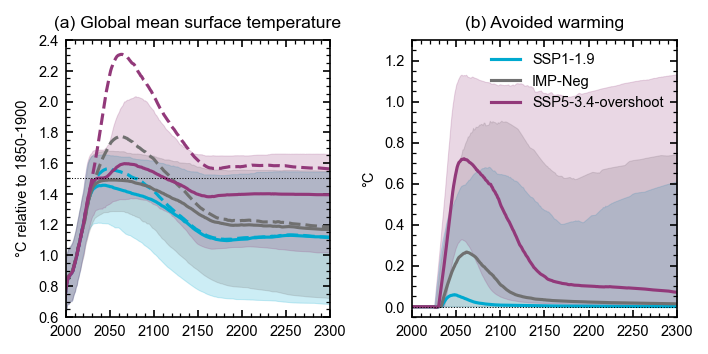 (a) Global mean surface temperature
°C relative to 1850-1900
2.4
2.2
2.0
1.8
1.6
1.4
1.2
1.0
0.8
0.6
2000 2050 2100 2150 2200 2250 2300
(b) Avoided warming
°C
1.2
1.0
0.8
0.6
0.4
0.2
0.0
SSP1-1.9
IMP-Neg
SSP5-3.4-overshoot
2000 2050 2100 2150 2200 2250 2300